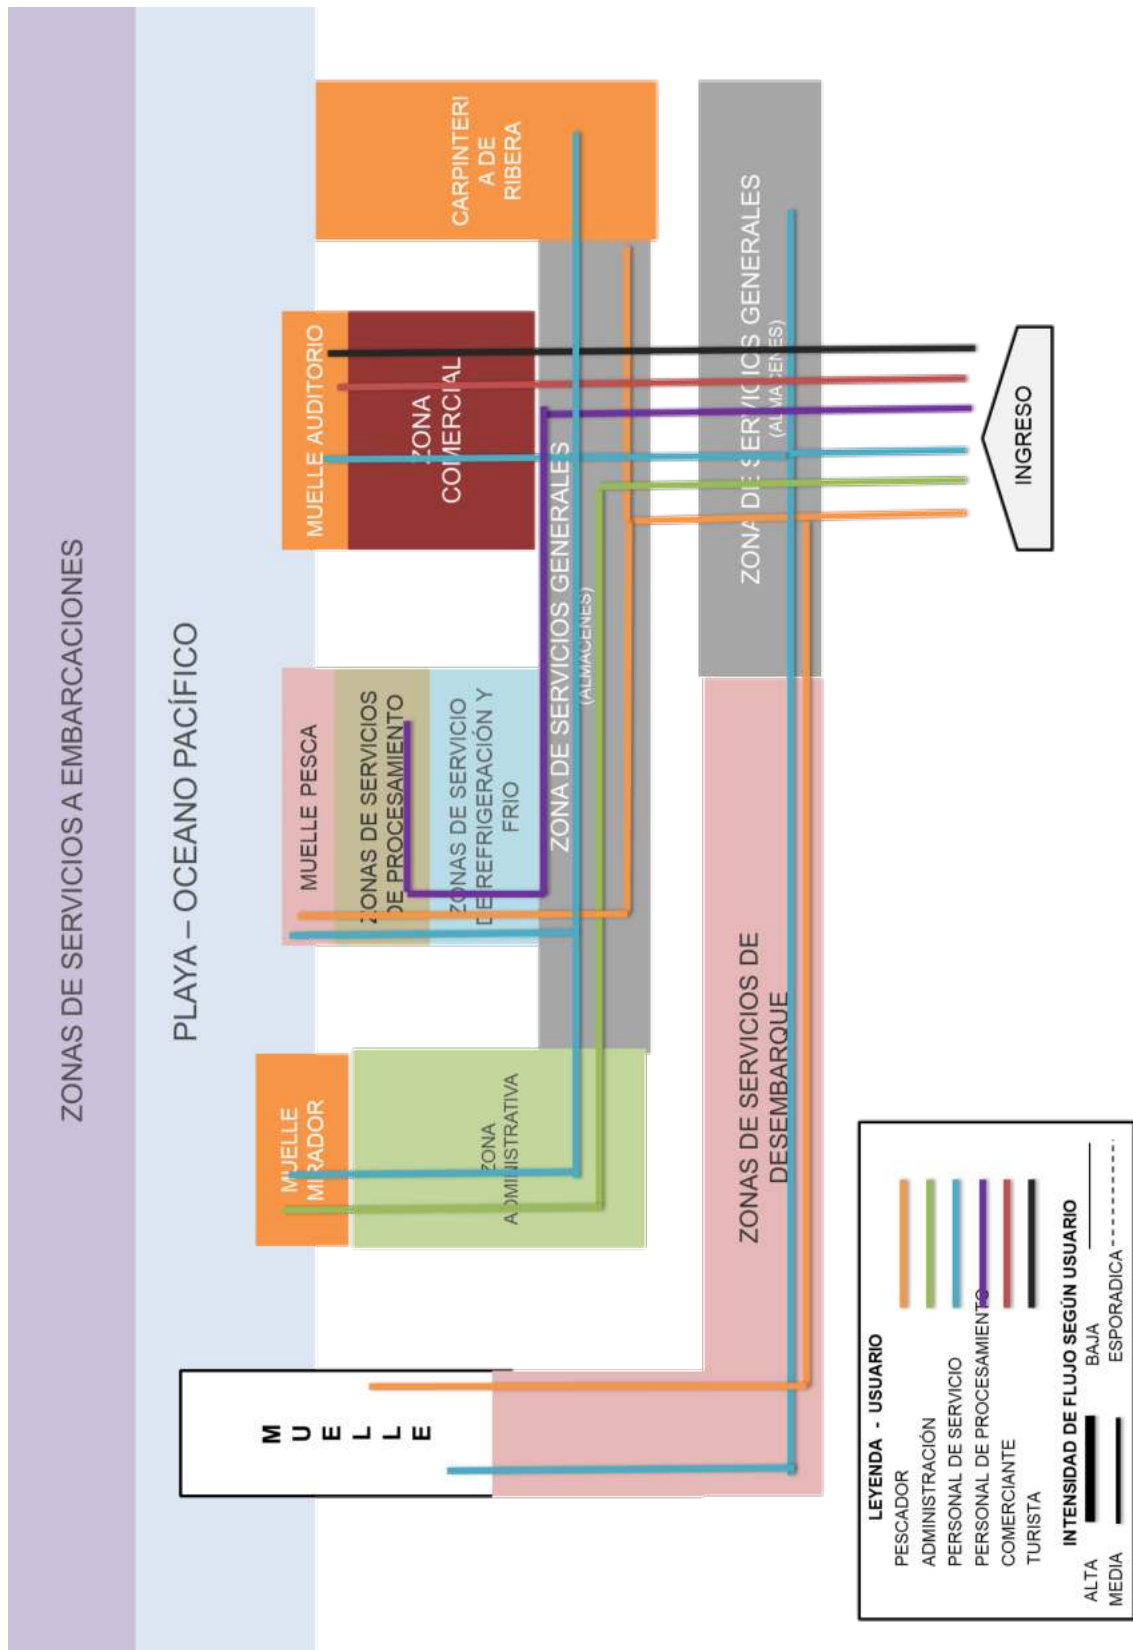 ZONAS DE SERVICIOS A EMBARCACIONES
PLAYA – OCEANO PACÍFICO
MUELLE
MIRADOR
MUELLE PESCA
MUELLE AUDITORIO
ZONA
ADMINISTRATIVA
ZONAS DE SERVICIOS
DE PROCESAMIENTO
ZONAS DE SERVICIO
DE REFRIGERACIÓN Y
FRIO
ZONA
COMERCIAL
CARPINTERI
A DE
RIBERA
M
U
E
L
L
E
ZONA DE SERVICIOS GENERALES
(ALMACENES)
ZONAS DE SERVICIOS DE
DESEMBARQUE
ZONA DE SERVICIOS GENERALES
(ALMACENES)
INGRESO
LEYENDA - USUARIO
PESCADOR
ADMINISTRACIÓN
PERSONAL DE SERVICIO
PERSONAL DE PROCESAMIENTO
COMERCIANTE
TURISTA
INTENSIDAD DE FLUJO SEGÚN USUARIO
ALTA BAJA
MEDIA ESPORADICA